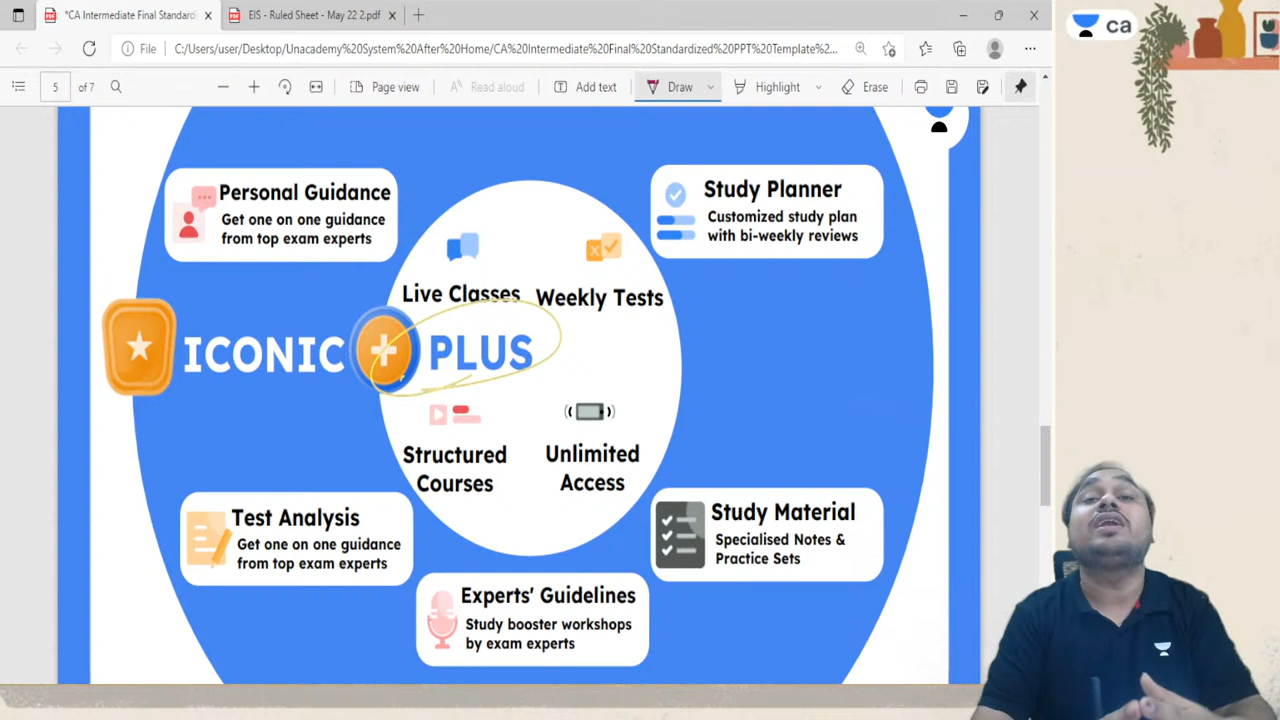 *CA Intermediate Final Standard
EIS - Ruled Sheet - May 22 2.pdf
File
C:/Users/user/Desktop/Unacademy%20System%20After%20Home/CA%20Intermediate%20Final%20Standardized%20PPT%20Template%2...
5
of 7
Page view
Read aloud
Add text
Draw
Highlight
Erase
ca
Personal Guidance
Get one on one guidance
from top exam experts
Study Planner
Customized study plan
with bi-weekly reviews
Live Classes
Weekly Tests
ICONIC
PLUS
Structured
Courses
Unlimited
Access
Test Analysis
Get one on one guidance
from top exam experts
Study Material
Specialised Notes &
Practice Sets
Experts' Guidelines
Study booster workshops
by exam experts